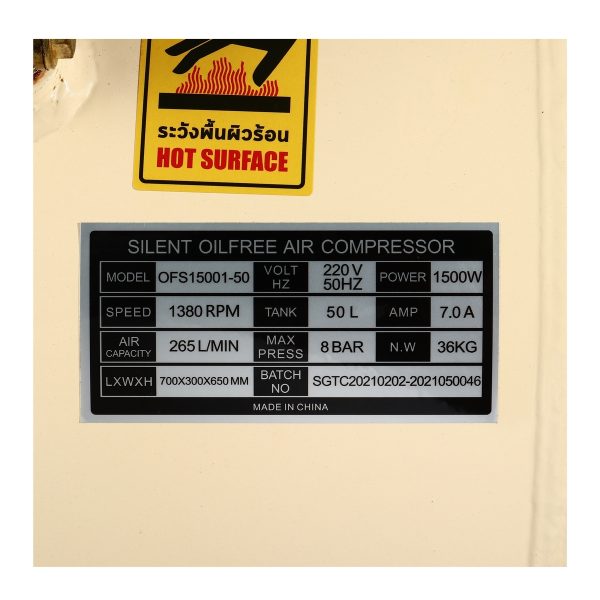 ระวังพื้นผิวร้อน
HOT SURFACE
SILENT OILFREE AIR COMPRESSOR
MODEL OFS15001-50 VOLT HZ 220V 50HZ POWER 1500W
SPEED 1380 RPM TANK 50 L AMP 7.0 A
AIR CAPACITY 265 L/MIN MAX PRESS 8 BAR N.W 36KG
LXWXH 700X300X650 MM BATCH NO SGTC20210202-2021050046
MADE IN CHINA